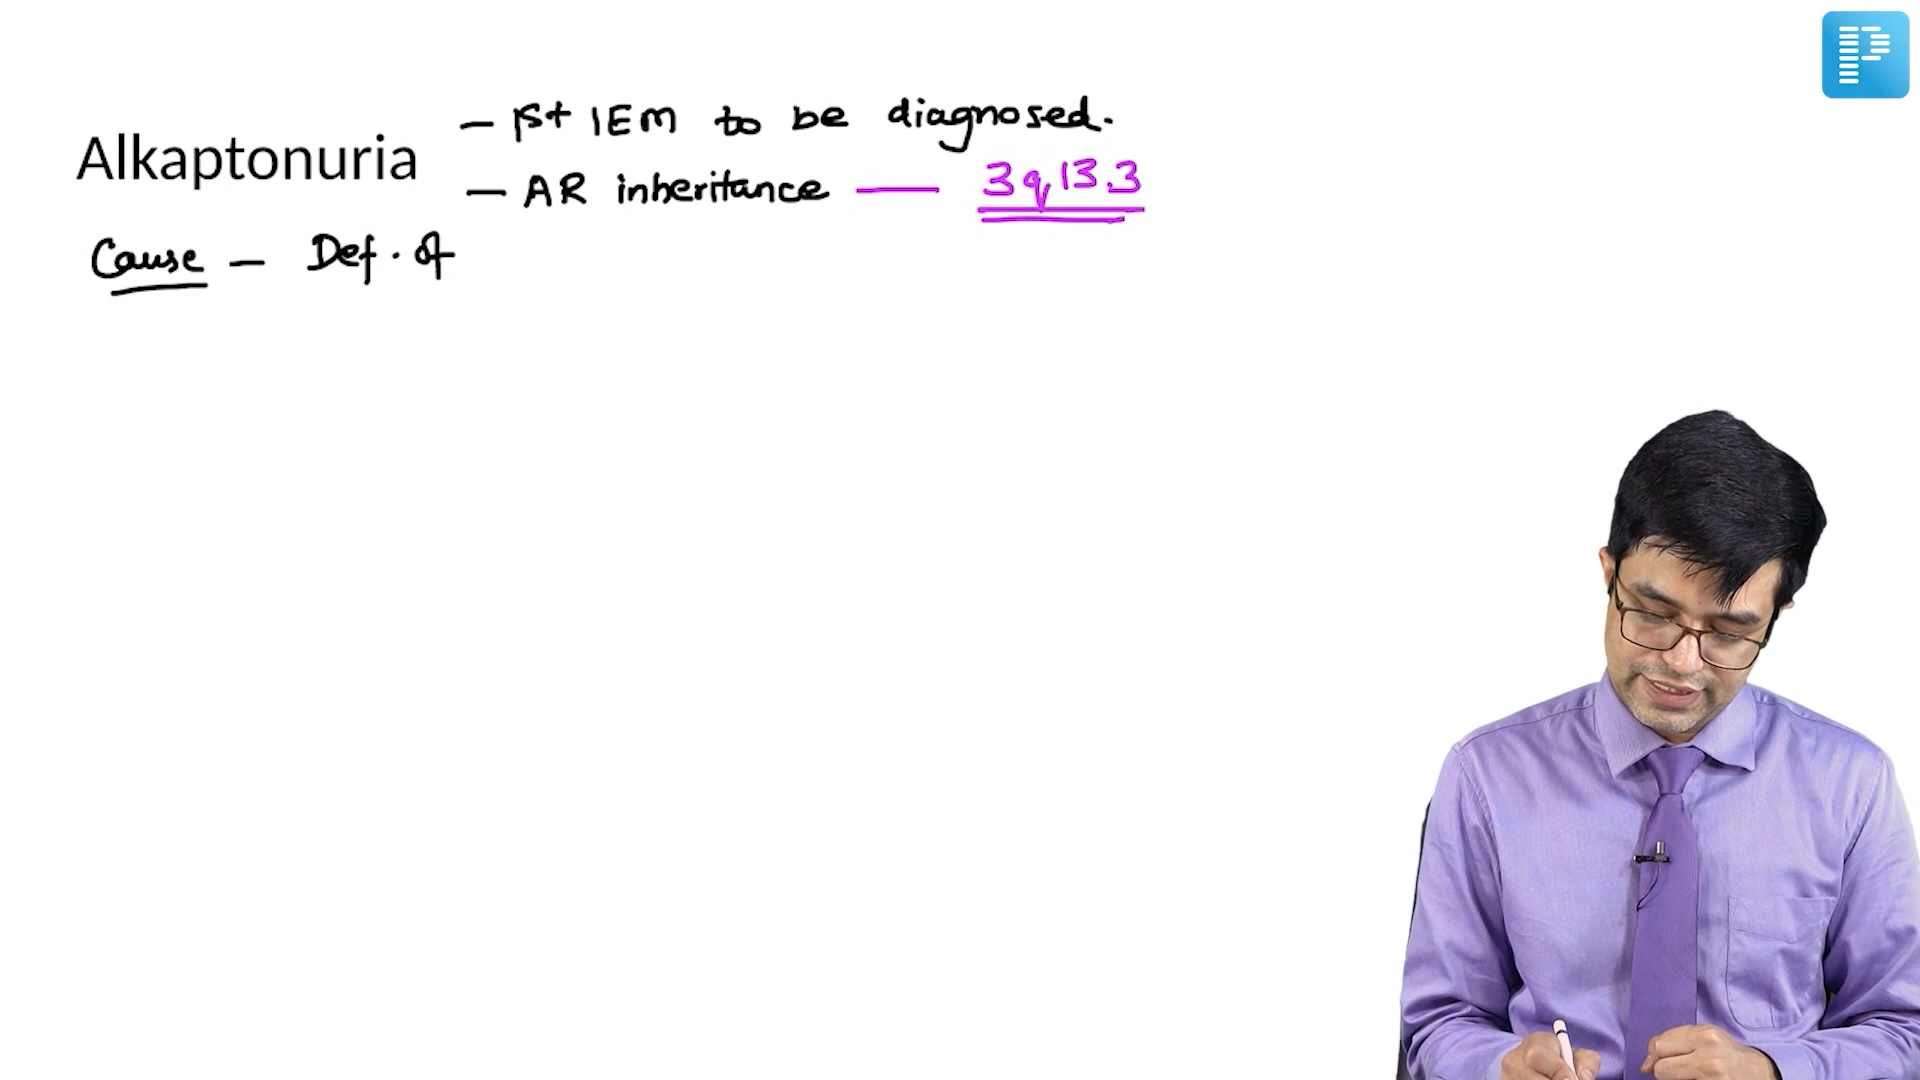 Alkaptonuria
– 1st IEM to be diagnosed.
– AR inheritance — 3q13.3
Cause – Def. of